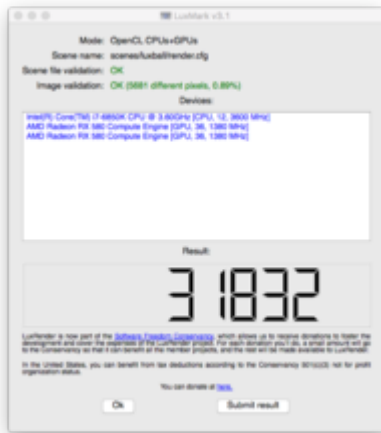 LuxMark v3.1
Mode: OpenCL CPUs+GPUs
Scene name: scenes/luxball/render.cfg
Scene file validation: OK
Image validation: OK (5681 different pixels, 0.89%)
Devices:
Intel(R) Core(TM) i7-6850K CPU @ 3.60GHz [CPU, 12, 3600 MHz]
AMD Radeon RX 580 Compute Engine [GPU, 36, 1380 MHz]
AMD Radeon RX 580 Compute Engine [GPU, 36, 1380 MHz]
Result:
31832
LuxRender is now part of the Software Freedom Conservancy, which allows us to receive donations to foster the
development and cover the expenses of the LuxRender project. For each donation you'll do, a small amount will go
to the Conservancy so that it can benefit all the member projects, and the rest will be made available to LuxRender.
In the United States, you can benefit from tax deductions according to the Conservancy 501(c)(3) not for profit
organization status.
You can donate at here.
Ok
Submit result